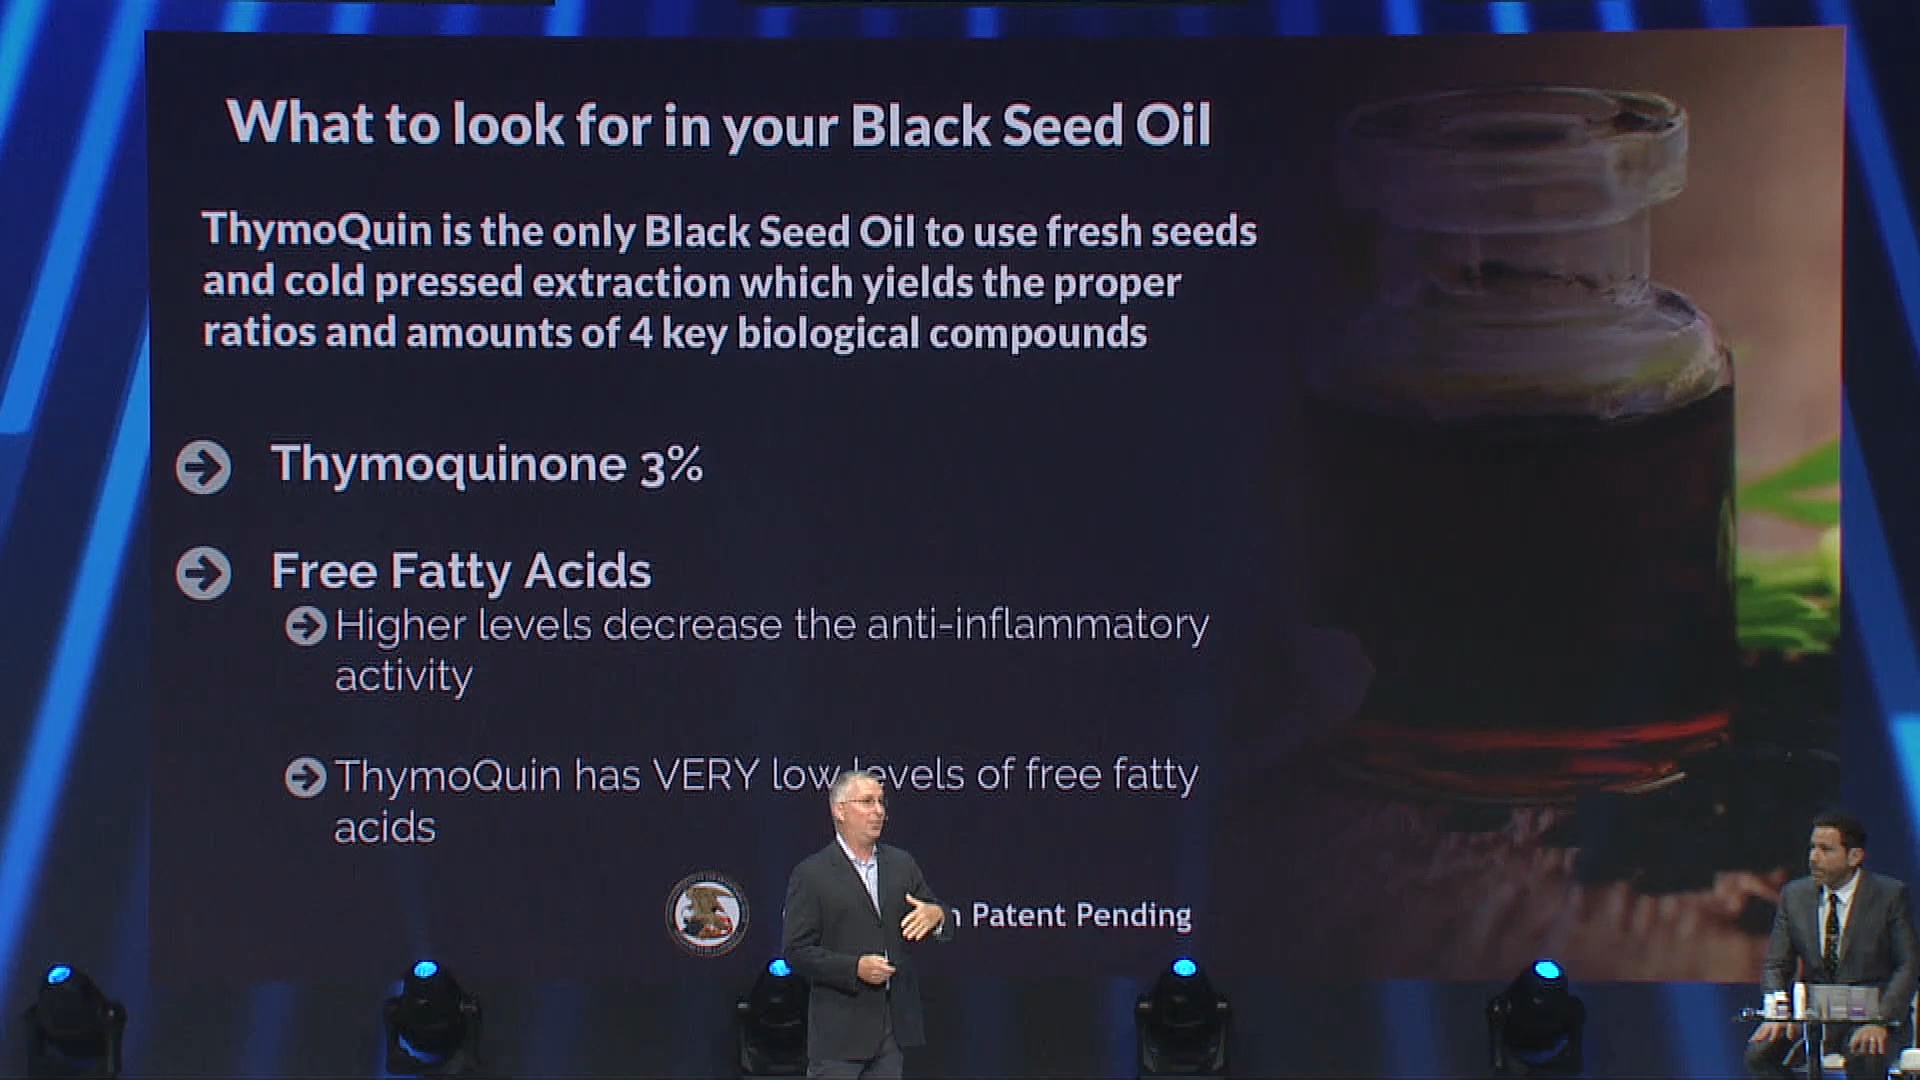 What to look for in your Black Seed Oil
ThymoQuin is the only Black Seed Oil to use fresh seeds
and cold pressed extraction which yields the proper
ratios and amounts of 4 key biological compounds
Thymoquinone 3%
Free Fatty Acids
Higher levels decrease the anti-inflammatory
activity
ThymoQuin has VERY low levels of free fatty
acids
Patent Pending